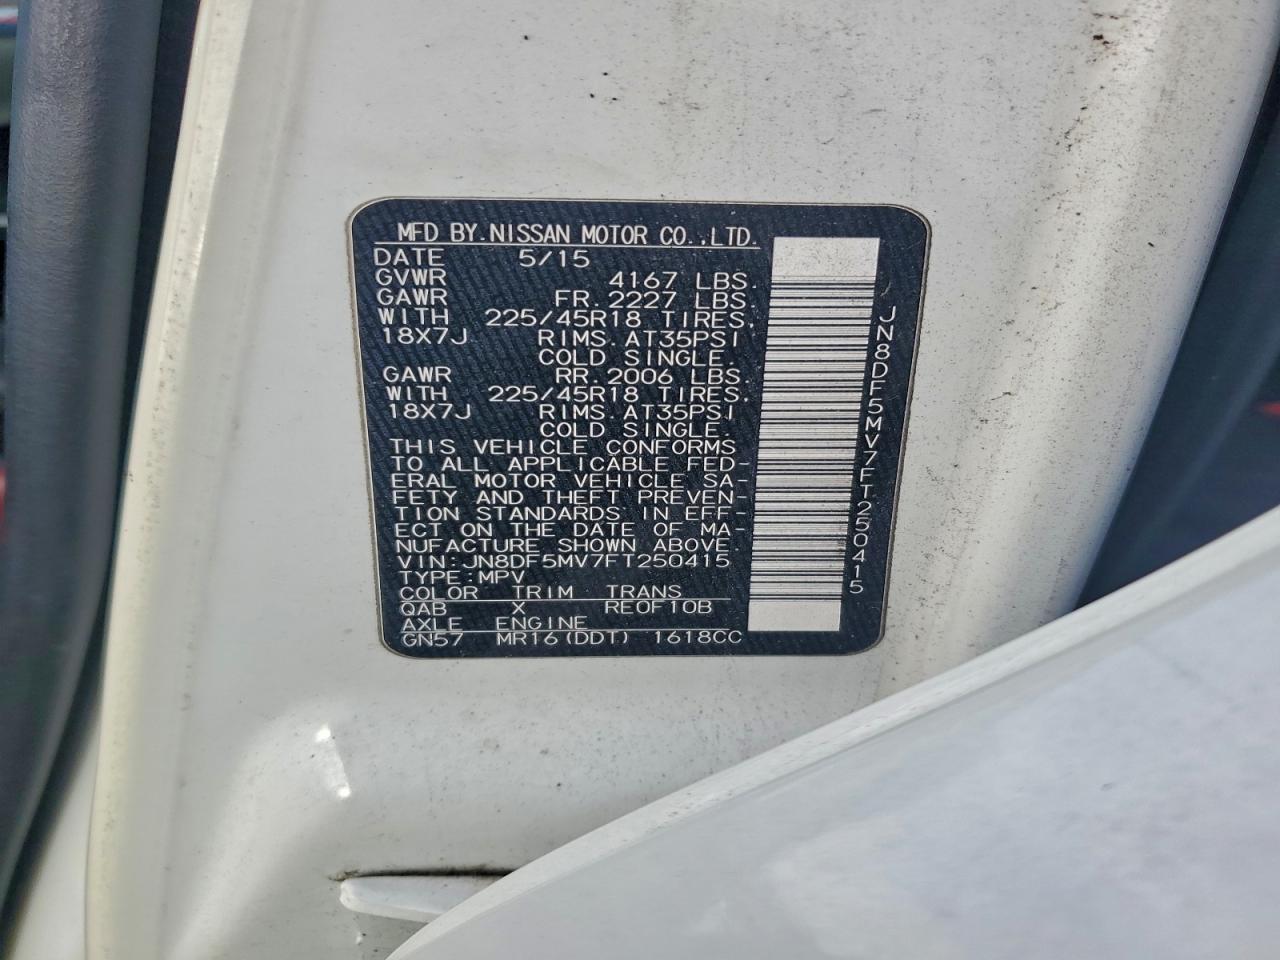 MFD BY.NISSAN MOTOR CO.,LTD.
DATE 5/15
GVWR 4167 LBS.
GAWR FR. 2227 LBS.
WITH 225/45R18 TIRES.
18X7J RIMS. AT35PSI
COLD SINGLE.
GAWR RR. 2006 LBS.
WITH 225/45R18 TIRES.
18X7J RIMS. AT35PSI
COLD SINGLE.
THIS VEHICLE CONFORMS
TO ALL APPLICABLE FED-
ERAL MOTOR VEHICLE SA-
FETY AND THEFT PREVEN-
TION STANDARDS IN EFF-
ECT ON THE DATE OF MA-
NUFACTURE SHOWN ABOVE.
VIN:JN8DF5MV7FT250415
TYPE:MPV
COLOR TRIM TRANS
QAB X RE0F10B
AXLE ENGINE
GN57 MR16(DDT) 1618CC
JN8DF5MV7FT250415